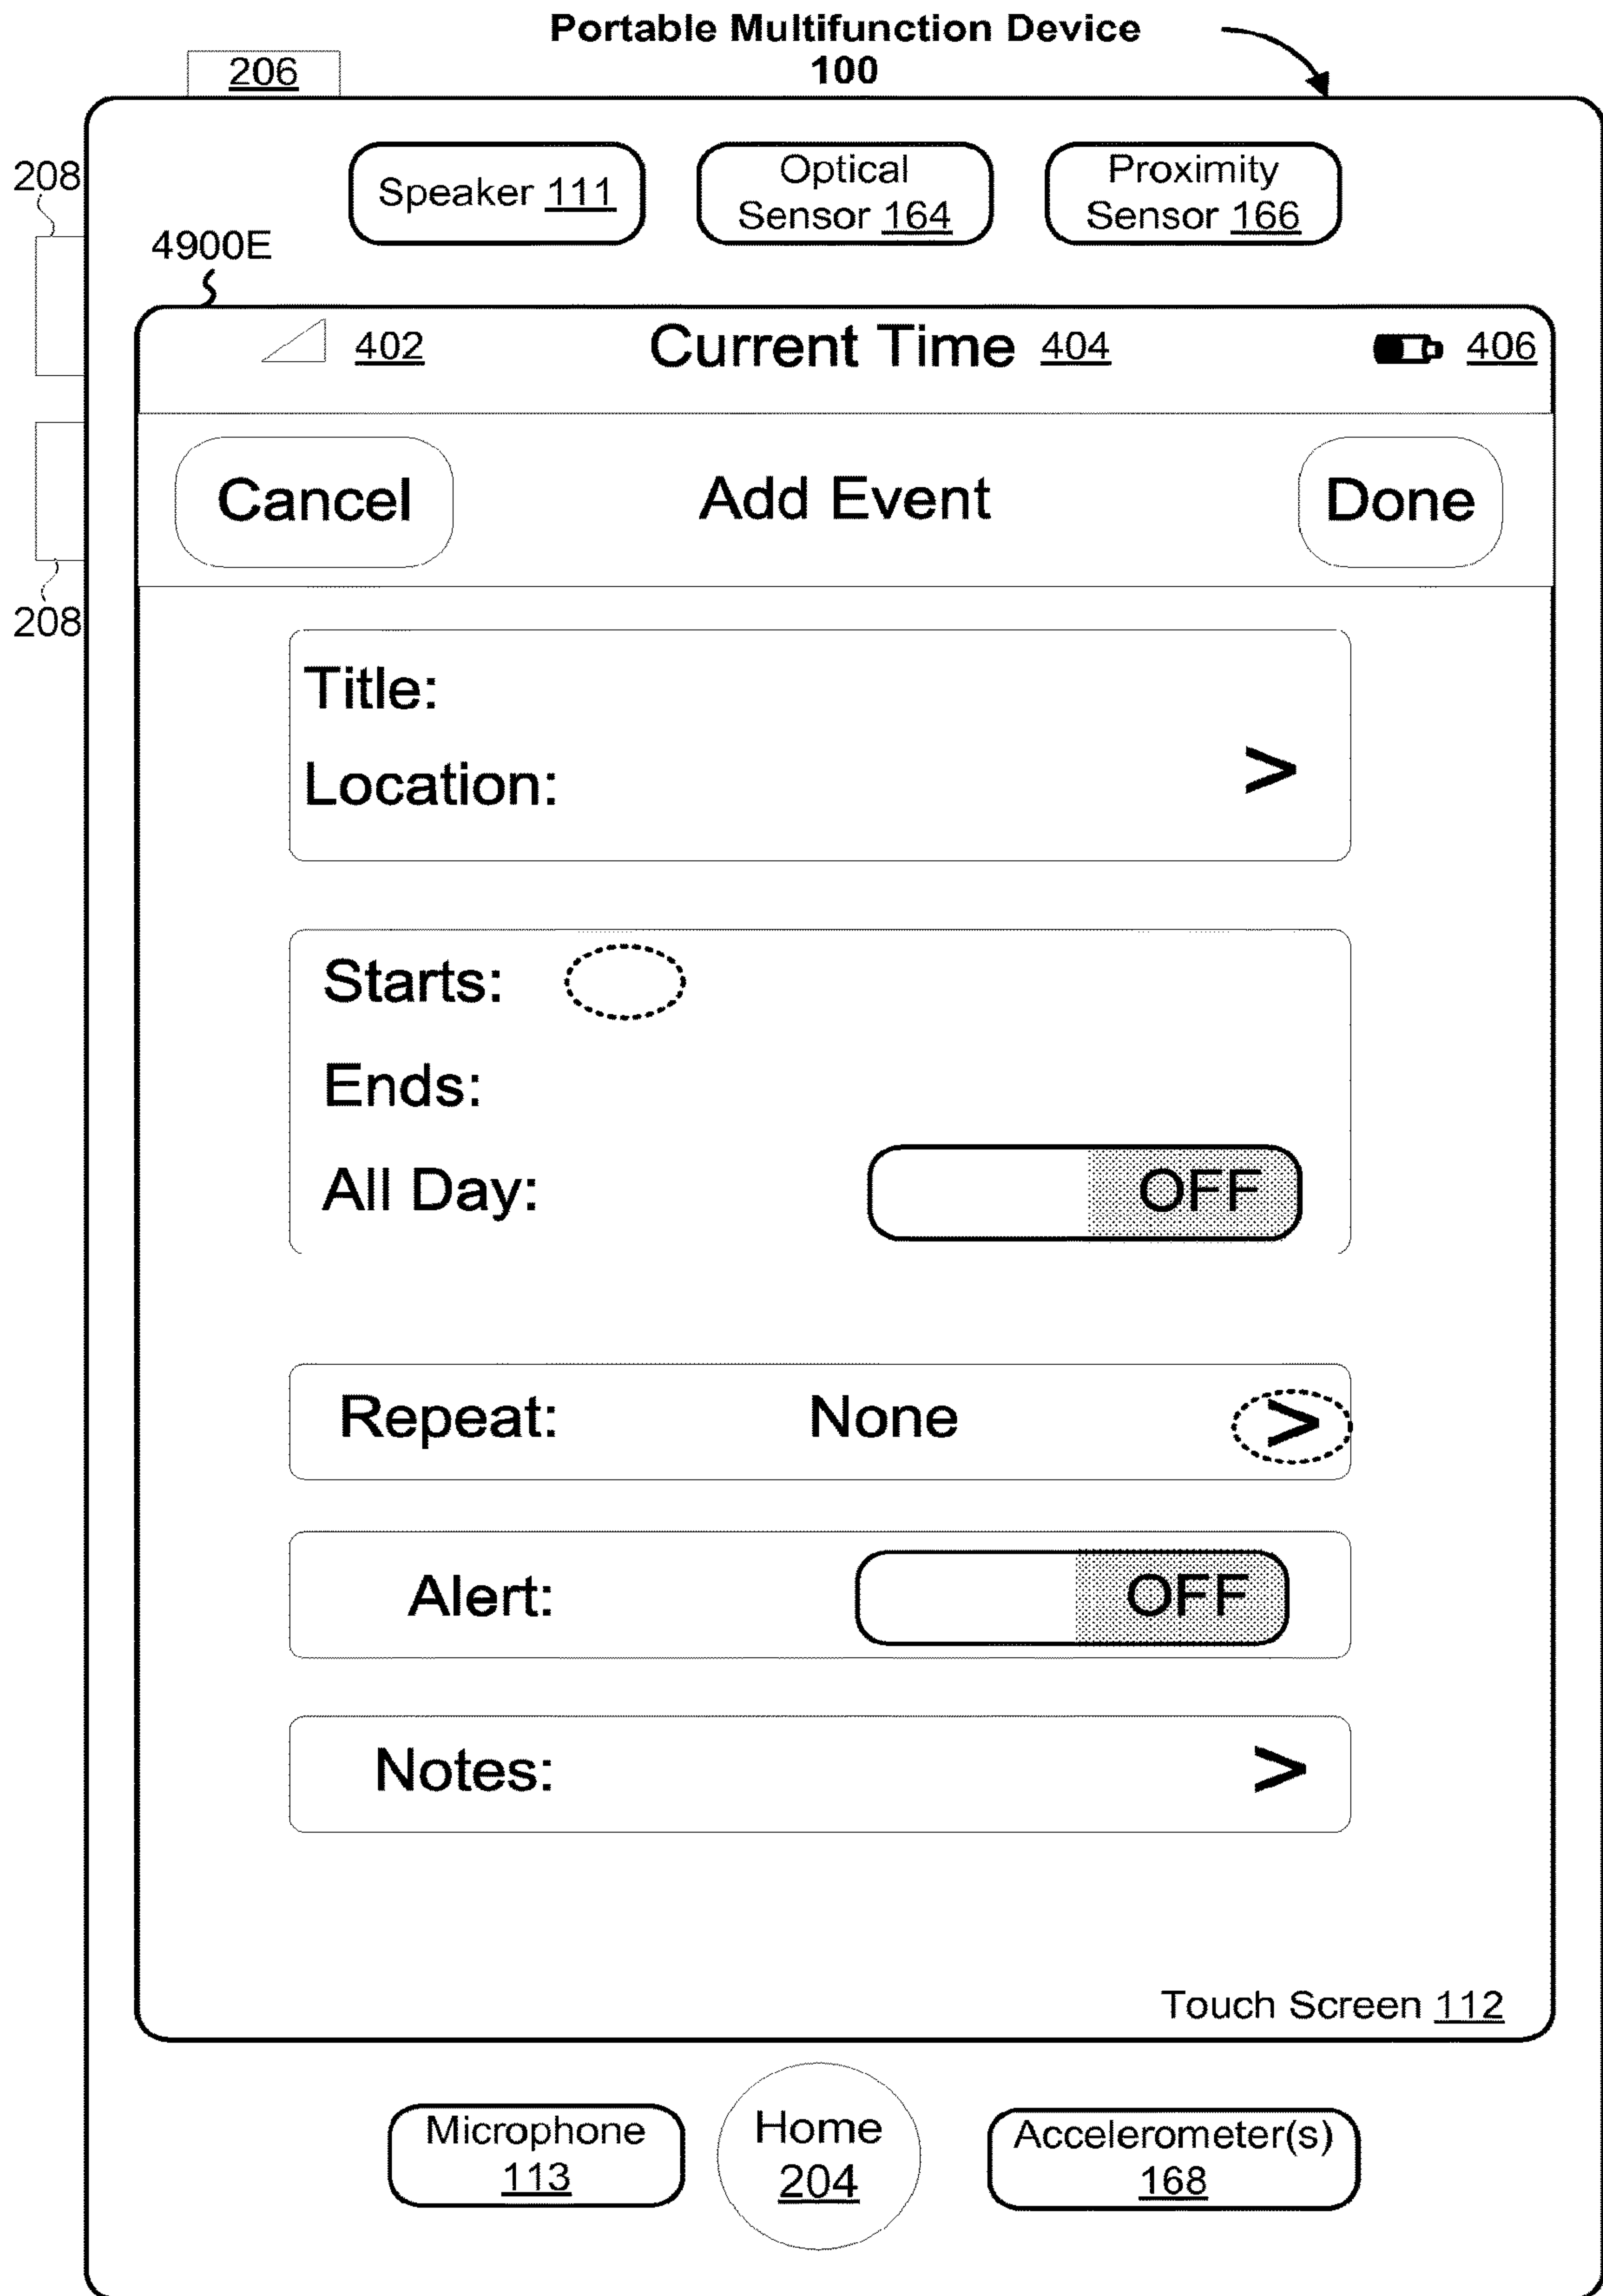 Portable Multifunction Device
100
206
208
Speaker 111
Optical
Sensor 164
Proximity
Sensor 166
4900E
402
Current Time 404
406
Cancel
Add Event
Done
208
Title:
Location:
>
Starts:
Ends:
All Day:
OFF
Repeat:
None
>
Alert:
OFF
Notes:
>
Touch Screen 112
Microphone
113
Home
204
Accelerometer(s)
168